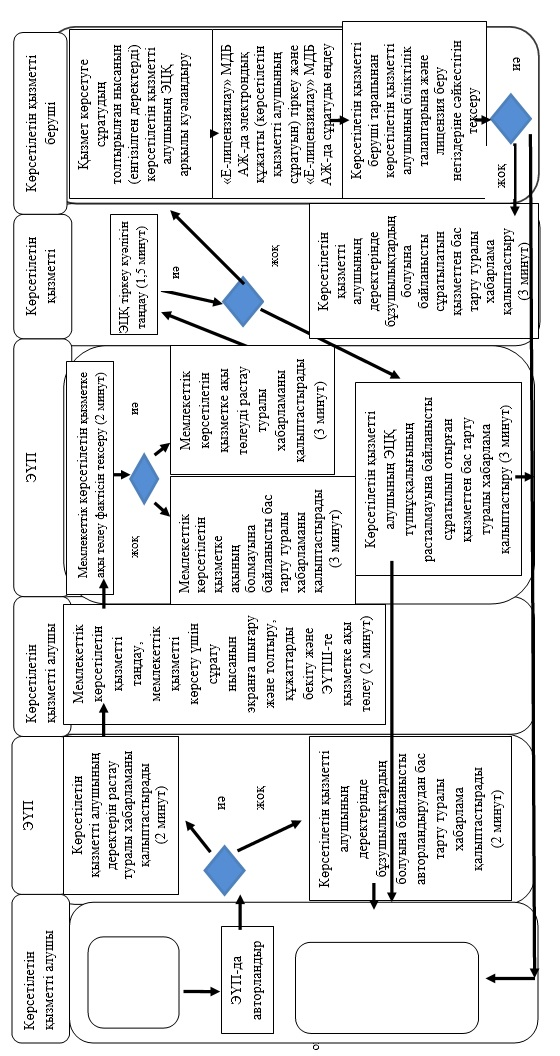 Көрсетілетін
қызметті алушы
ЭҮП
Көрсетілетін
қызметті алушы
ЭҮП
Көрсетілетін
қызметті
Көрсетілетін қызметті
беруші
ЭҮП-да
авторландыр
Көрсетілетін
қызметті алушының
деректерін растау
туралы хабарламаны
қалыптастырады
(2 минут)
иә
жоқ
Көрсетілетін қызметті
алушының
деректерінде
бұзушылықтардың
болуына байланысты
авторландырудан бас
тарту туралы
хабарлама
қалыптастырады
(2 минут)
Мемлекеттік
көрсетілетін
қызметті
таңдау,
мемлекеттік
қызметті
көрсету үшін
сұрату
нысанын
экранға шығару
және толтыру,
құжаттарды
бекіту және
ЭҮТШ-те
қызметке ақы
төлеу (2 минут)
Мемлекеттік көрсетілетін қызметке
ақы төлеу фактісін тексеру (2 минут)
жоқ
иә
Мемлекеттік
көрсетілетін
қызметке ақы
төлеуді растау
туралы
хабарламаны
қалыптастырады
(3 минут)
Мемлекеттік
көрсетілетін
қызметке
ақының
болмауына
байланысты бас
тарту туралы
хабарламаны
қалыптастырады
(3 минут)
Көрсетілетін қызметті
алушының ЭЦҚ
түпнұсқалығының
расталмауына байланысты
сұратылып отырған
қызметтен бас тарту
туралы хабарлама
қалыптастыру (3 минут)
ЭЦҚ тіркеу куәлігін
таңдау (1,5 минут)
иә
жоқ
Көрсетілетін
қызметті
алушының
деректерінде
бұзушылықтардың
болуына
байланысты
сұратылатын
қызметтен бас
тарту туралы
хабарлама
қалыптастыру
(3 минут)
Қызмет көрсетуге
сұратудың
толтырылған нысанын
(енгізілген деректерді)
көрсетілетін қызметті
алушының ЭЦҚ
арқылы куәландыру
«Е-лицензиялау» МДБ
АЖ-да электрондық
құжатты (көрсетілетін
қызметті алушының
сұратуын) тіркеу және
«Е-лицензиялау» МДБ
АЖ-да сұратуды өңдеу
Көрсетілетін қызметті
беруші тарапынан
көрсетілетін қызметті
алушының біліктілік
талаптарына және
лицензия беру
негіздеріне сәйкестігін
тексеру
жоқ
иә